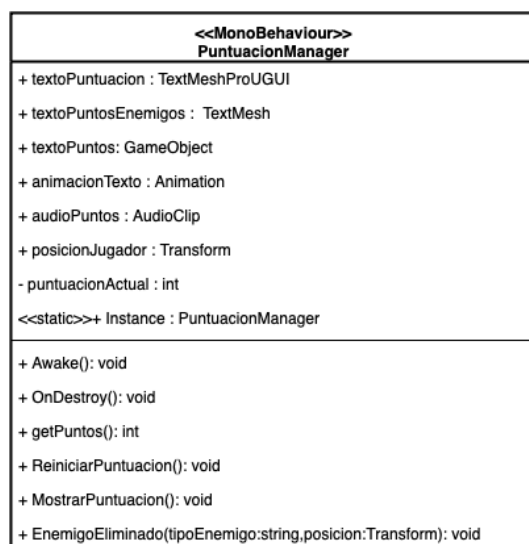 <<MonoBehaviour>>
PuntuacionManager
+ textoPuntuacion : TextMeshProUGUI
+ textoPuntosEnemigos : TextMesh
+ textoPuntos: GameObject
+ animacionTexto : Animation
+ audioPuntos : AudioClip
+ posicionJugador : Transform
- puntuacionActual : int
<<static>>+ Instance : PuntuacionManager
+ Awake(): void
+ OnDestroy(): void
+ getPuntos(): int
+ ReiniciarPuntuacion(): void
+ MostrarPuntuacion(): void
+ EnemigoEliminado(tipoEnemigo:string,posicion:Transform): void